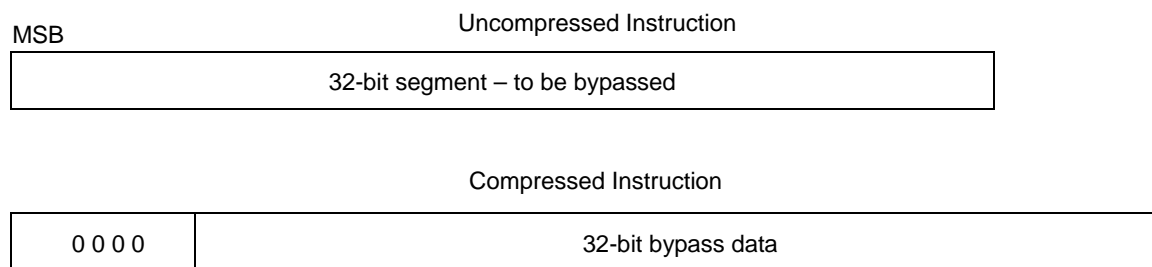 Uncompressed Instruction
MSB
32-bit segment – to be bypassed
Compressed Instruction
0 0 0 0
32-bit bypass data